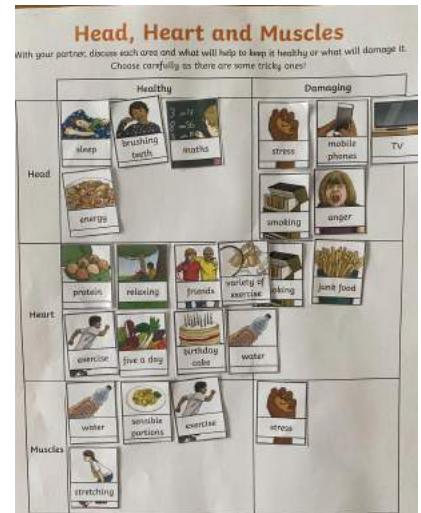 Head, Heart and Muscles
With your partner, discuss each area and what will help to keep it healthy or what will damage it.
Choose carefully as there are some tricky ones!
Healthy
Damaging
Head
sleep
brushing
teeth
maths
stress
mobile
phones
TV
energy
smoking
anger
Heart
protein
relaxing
friends
variety of
exercise
oking
junk food
exercise
five a day
birthday
cake
water
Muscles
water
sensible
portions
exercise
stress
stretching